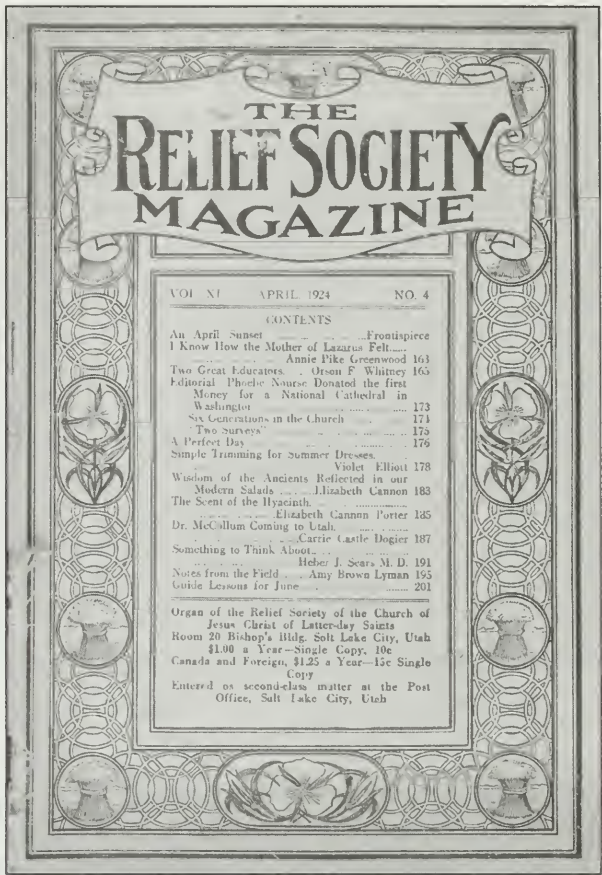 THE
RELIEF SOCIETY
MAGAZINE
VOL XI APRIL 1924 NO. 4
CONTENTS
An April Sunset ............Frontispiece
I Know How the Mother of Lazarus Felt.....
............ Annie Pike Greenwood 163
Two Great Educators. . Orson F Whitney 165
Editorial Phoebe Nourse Donated the first
Money for a National Cathedral in
Washington ............ 173
Six Generations in the Church . 174
"Two Surveys" ............ 175
A Perfect Day ............ 176
Simple Trimming for Summer Dresses.
Violet Elliott 178
Wisdom of the Ancients Reflected in our
Modern Salads ......Elizabeth Cannon 183
The Scent of the Hyacinth. ............
............Elizabeth Cannon Porter 185
Dr. McCollum Coming to Utah. ............
............Carrie Castle Dogier 187
Something to Think About.. ............
............ Heber J. Sears M. D. 191
Notes from the Field . . Amy Brown Lyman 195
Guide Lessons for June ............ 201
Organ of the Relief Society of the Church of
Jesus Christ of Latter-day Saints
Room 20 Bishop's Bldg. Salt Lake City, Utah
$1.00 a Year—Single Copy, 10c
Canada and Foreign, $1.25 a Year—15c Single
Copy
Entered as second-class matter at the Post
Office, Salt Lake City, Utah